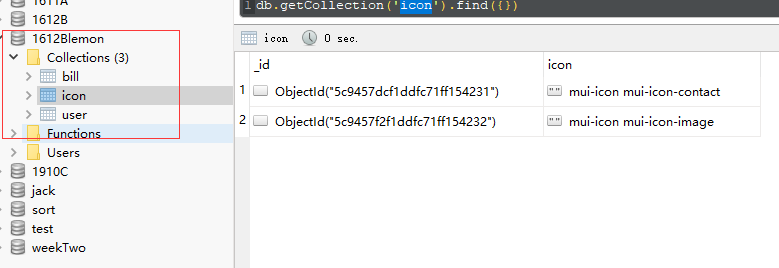 1611A
1612B
1612Blemon
Collections (3)
bill
icon
user
Functions
Users
1910C
jack
sort
test
weekTwo
1 db.getCollection('icon').find({})
icon 0 sec.
_id icon
1 ObjectId("5c9457dcf1ddfc71ff154231") "" mui-icon mui-icon-contact
2 ObjectId("5c9457f2f1ddfc71ff154232") "" mui-icon mui-icon-image